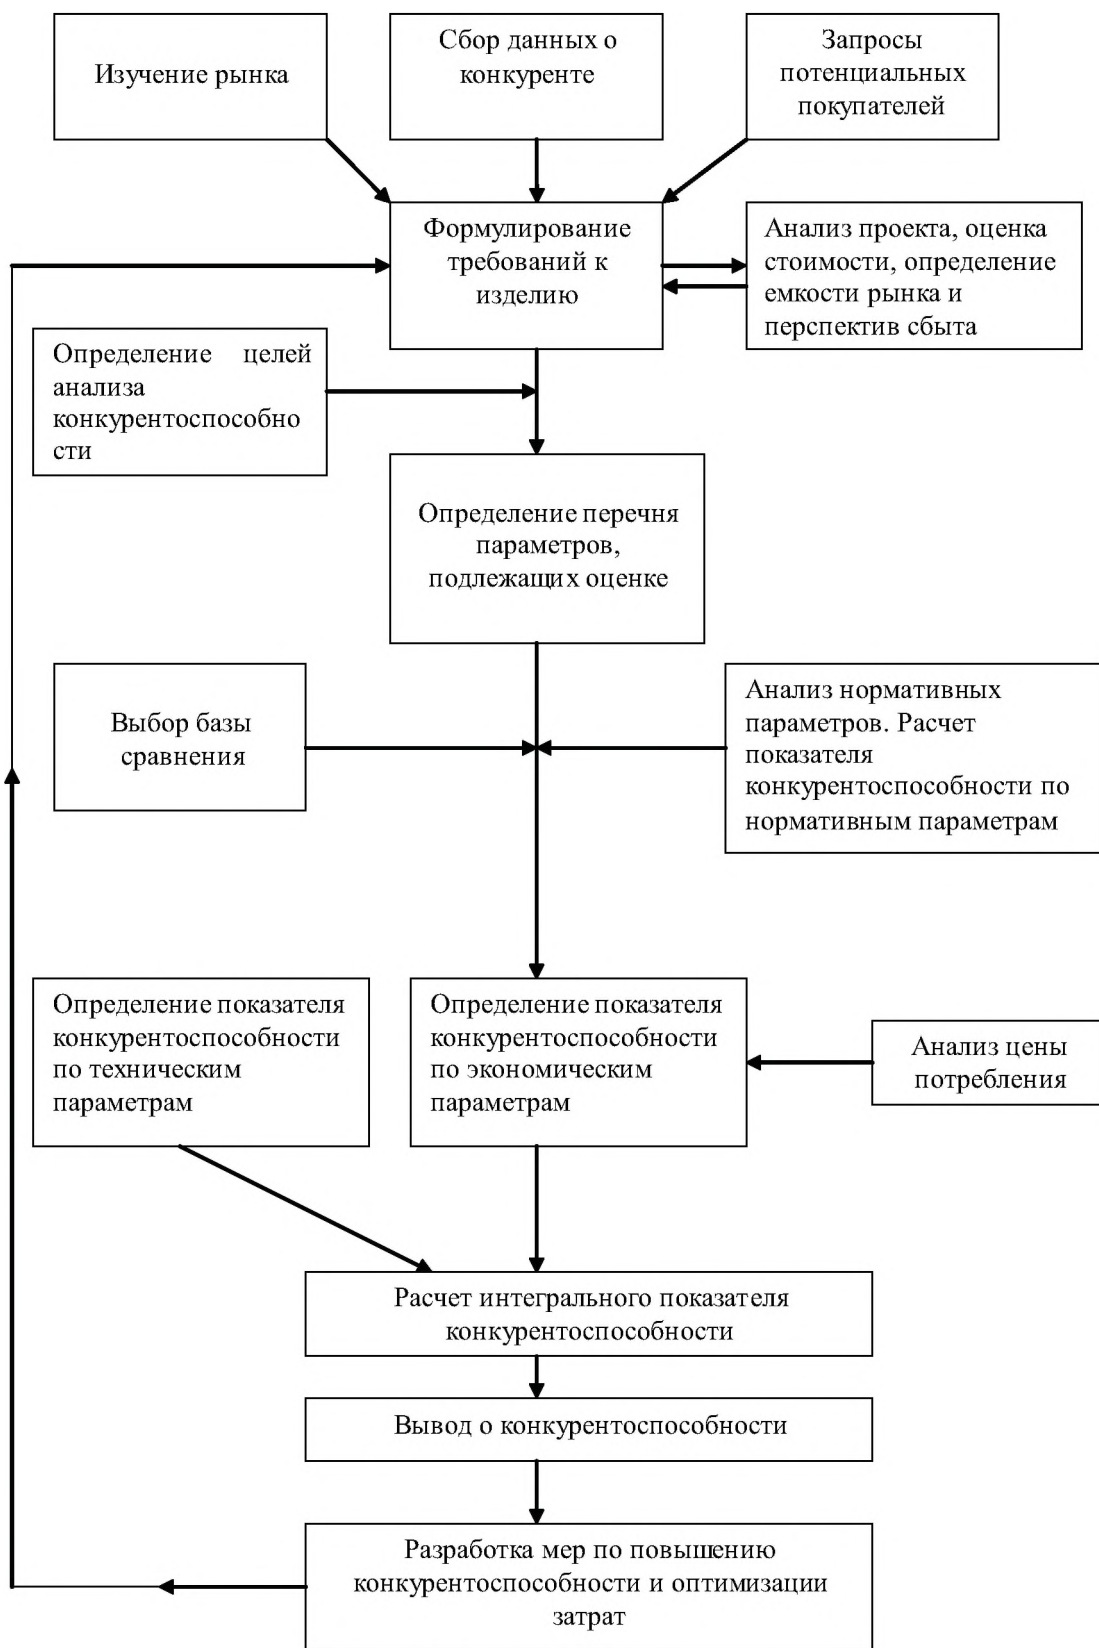 Изучение рынка
Сбор данных о
конкуренте
Запросы
потенциальных
покупателей
Формулирование
требований к
изделию
Анализ проекта, оценка
стоимости, определение
емкости рынка и
перспектив сбыта
Определение целей
анализа
конкурентоспособно
сти
Определение перечня
параметров,
подлежащих оценке
Выбор базы
сравнения
Анализ нормативных
параметров. Расчет
показателя
конкурентоспособности по
нормативным параметрам
Определение показателя
конкурентоспособности
по техническим
параметрам
Определение показателя
конкурентоспособности
по экономическим
параметрам
Анализ цены
потребления
Расчет интегрального показателя
конкурентоспособности
Вывод о конкурентоспособности
Разработка мер по повышению
конкурентоспособности и оптимизации
затрат